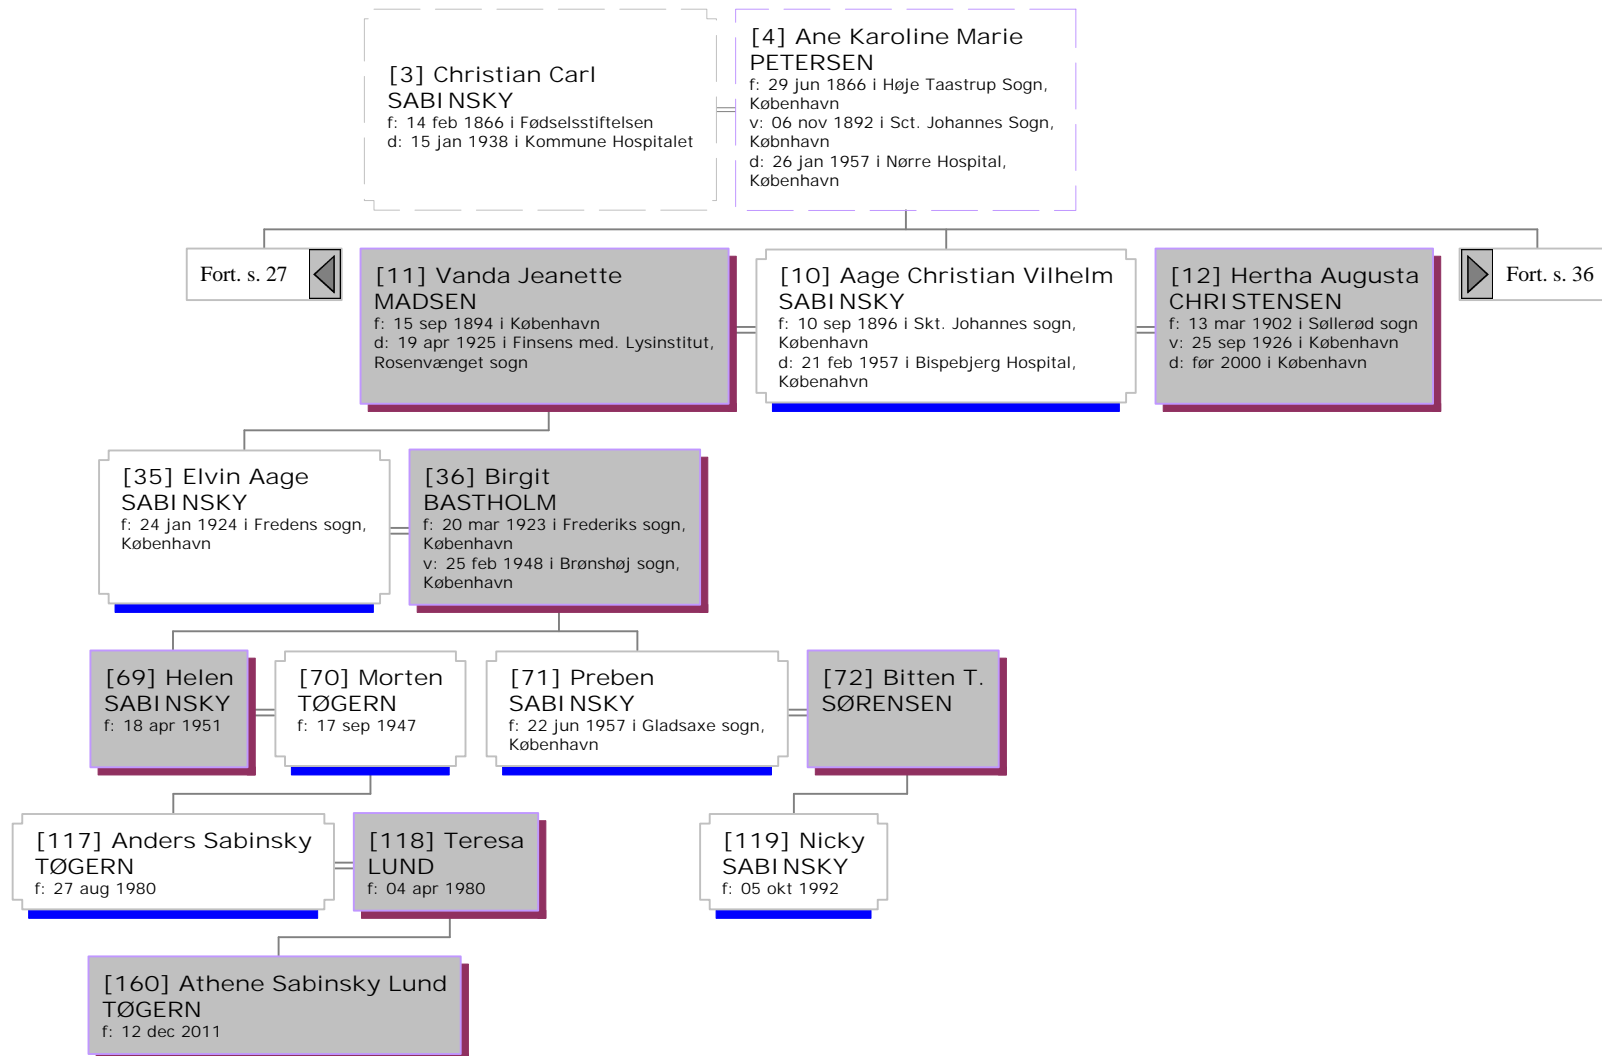 [3] Christian Carl
SABINSKY
f: 14 feb 1866 i Fødselsstiftelsen
d: 15 jan 1938 i Kommune Hospitalet
[4] Ane Karoline Marie
PETERSEN
f: 29 jun 1866 i Høje Taastrup Sogn,
København
v: 06 nov 1892 i Sct. Johannes Sogn,
Købnhavn
d: 26 jan 1957 i Nørre Hospital,
København
Fort. s. 27
[11] Vanda Jeanette
MADSEN
f: 15 sep 1894 i København
d: 19 apr 1925 i Finsens med. Lysinstitut,
Rosenvænget sogn
[10] Aage Christian Vilhelm
SABINSKY
f: 10 sep 1896 i Skt. Johannes sogn,
København
d: 21 feb 1957 i Bispebjerg Hospital,
Købenahvn
[12] Hertha Augusta
CHRISTENSEN
f: 13 mar 1902 i Søllerød sogn
v: 25 sep 1926 i København
d: før 2000 i København
Fort. s. 36
[35] Elvin Aage
SABINSKY
f: 24 jan 1924 i Fredens sogn,
København
[36] Birgit
BASTHOLM
f: 20 mar 1923 i Frederiks sogn,
København
v: 25 feb 1948 i Brønshøj sogn,
København
[69] Helen
SABINSKY
f: 18 apr 1951
[70] Morten
TØGERN
f: 17 sep 1947
[71] Preben
SABINSKY
f: 22 jun 1957 i Gladsaxe sogn,
København
[72] Bitten T.
SØRENSEN
[117] Anders Sabinsky
TØGERN
f: 27 aug 1980
[118] Teresa
LUND
f: 04 apr 1980
[119] Nicky
SABINSKY
f: 05 okt 1992
[160] Athene Sabinsky Lund
TØGERN
f: 12 dec 2011